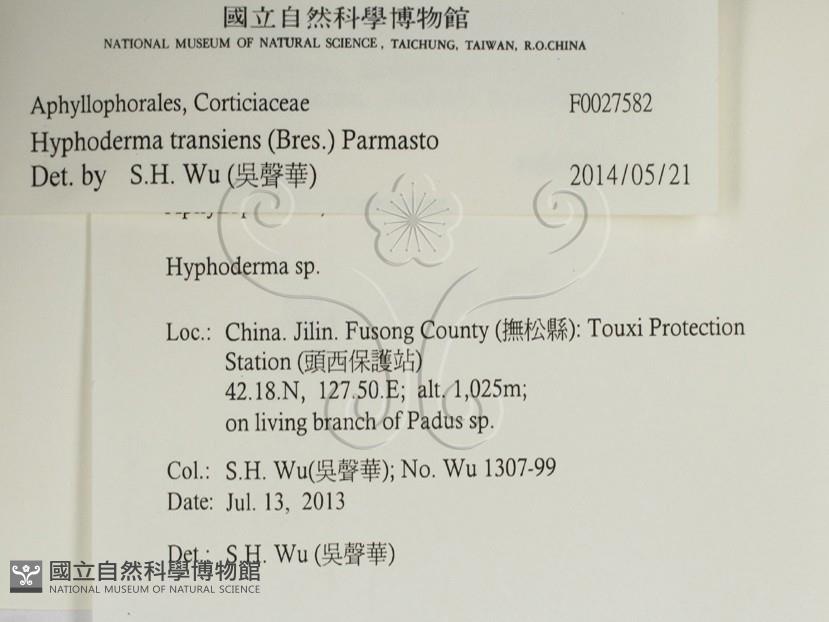 國立自然科學博物館
NATIONAL MUSEUM OF NATURAL SCIENCE, TAICHUNG, TAIWAN, R.O.CHINA
Aphyllophorales, Corticiaceae F0027582
Hyphoderma transiens (Bres.) Parmasto
Det. by S.H. Wu (吳聲華) 2014/05/21
Hyphoderma sp.
Loc.: China. Jilin. Fusong County (撫松縣): Touxi Protection
Station (頭西保護站)
42.18.N, 127.50.E; alt. 1,025m;
on living branch of Padus sp.
Col.: S.H. Wu(吳聲華); No. Wu 1307-99
Date: Jul. 13, 2013
Det.: S.H. Wu (吳聲華)
國立自然科學博物館
NATIONAL MUSEUM OF NATURAL SCIENCE